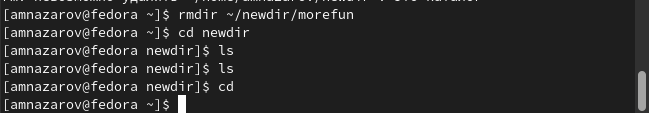 [amnazarov@fedora ~]$ rmdir ~/newdir/morefun
[amnazarov@fedora ~]$ cd newdir
[amnazarov@fedora newdir]$ ls
[amnazarov@fedora newdir]$ ls
[amnazarov@fedora newdir]$ cd
[amnazarov@fedora ~]$